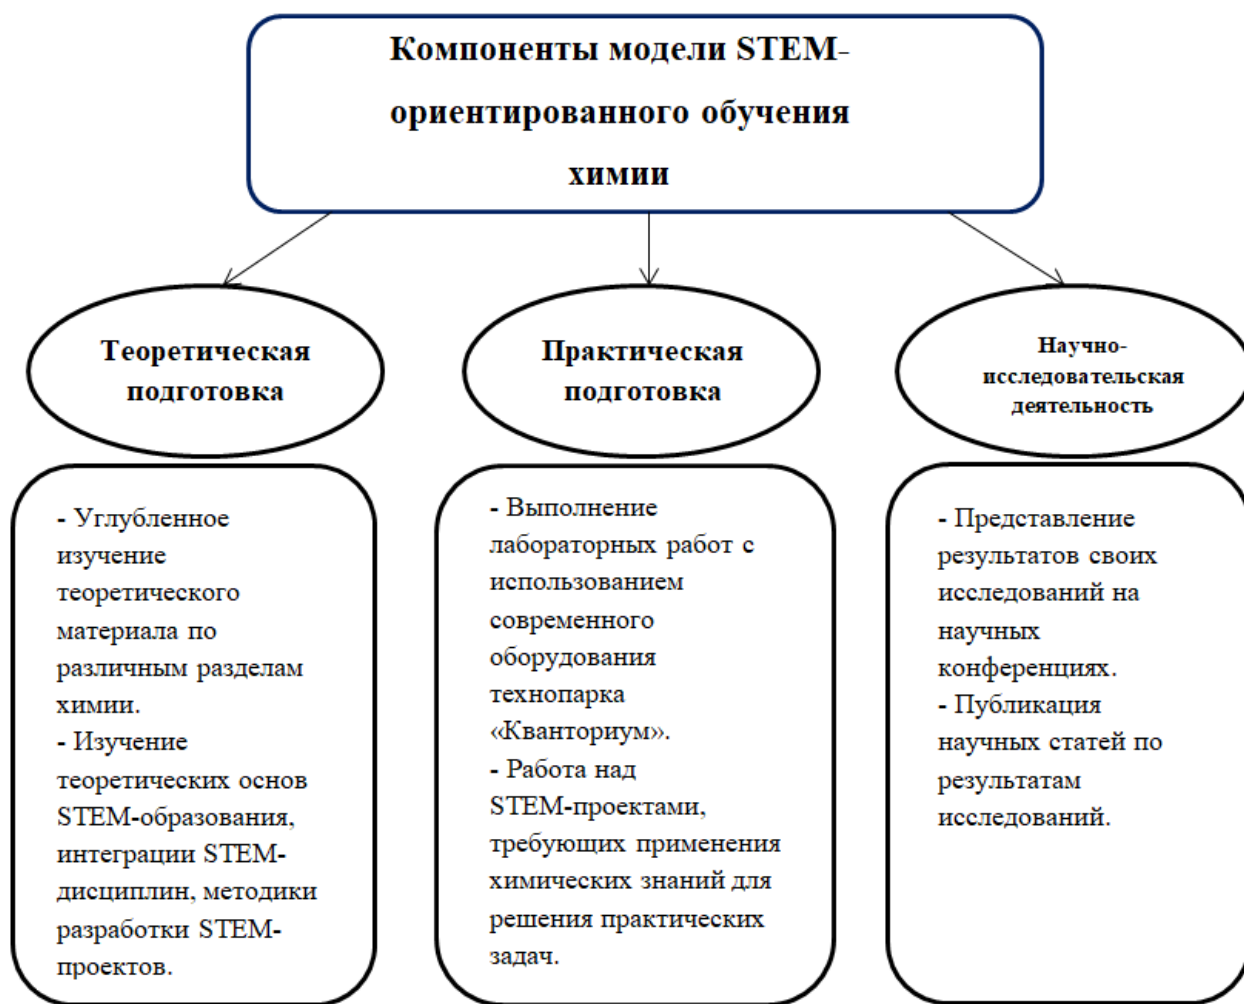 Компоненты модели STEM-
ориентированного обучения
химии
Теоретическая
подготовка
Практическая
подготовка
Научно-
исследовательская
деятельность
- Углубленное
изучение
теоретического
материала по
различным разделам
химии.
- Изучение
теоретических основ
STEM-образования,
интеграции STEM-
дисциплин, методики
разработки STEM-
проектов.
- Выполнение
лабораторных работ с
использованием
современного
оборудования
технопарка
«Кванториум».
- Работа над
STEM-проектами,
требующих применения
химических знаний для
решения практических
задач.
- Представление
результатов своих
исследований на
научных
конференциях.
- Публикация
научных статей по
результатам
исследований.